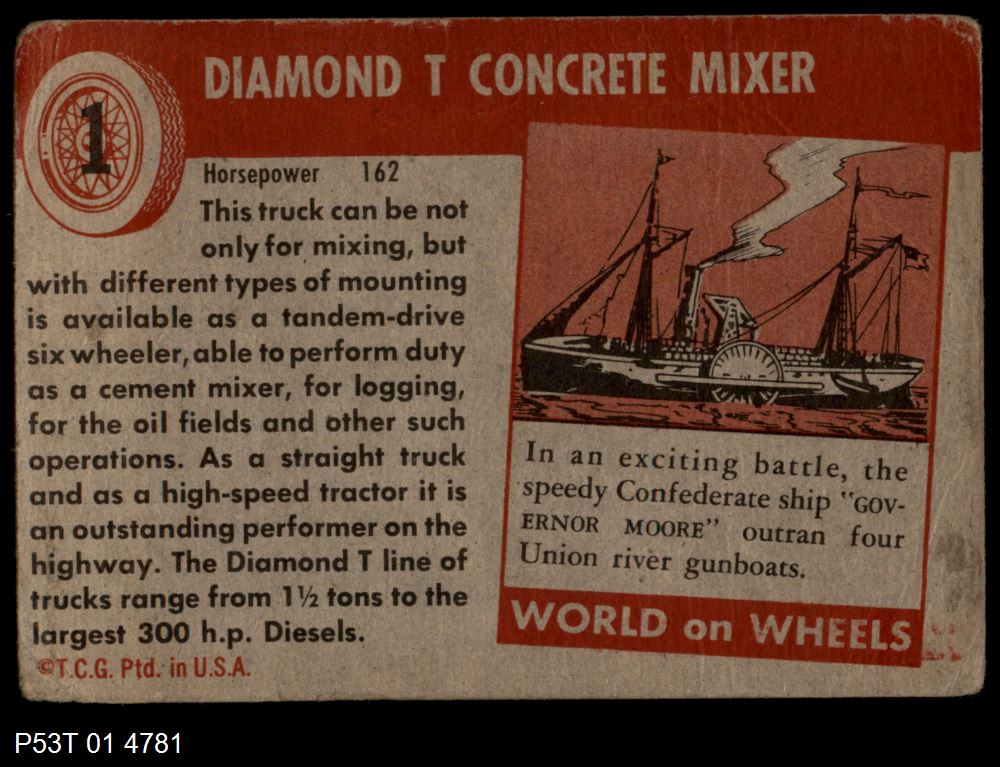 1
DIAMOND T CONCRETE MIXER
Horsepower 162
This truck can be not
only for mixing, but
with different types of mounting
is available as a tandem-drive
six wheeler, able to perform duty
as a cement mixer, for logging,
for the oil fields and other such
operations. As a straight truck
and as a high-speed tractor it is
an outstanding performer on the
highway. The Diamond T line of
trucks range from 1½ tons to the
largest 300 h.p. Diesels.
©T.C.G. Ptd. in U.S.A.
In an exciting battle, the
speedy Confederate ship "GOV-
ERNOR MOORE" outran four
Union river gunboats.
WORLD on WHEELS
P53T 01 4781